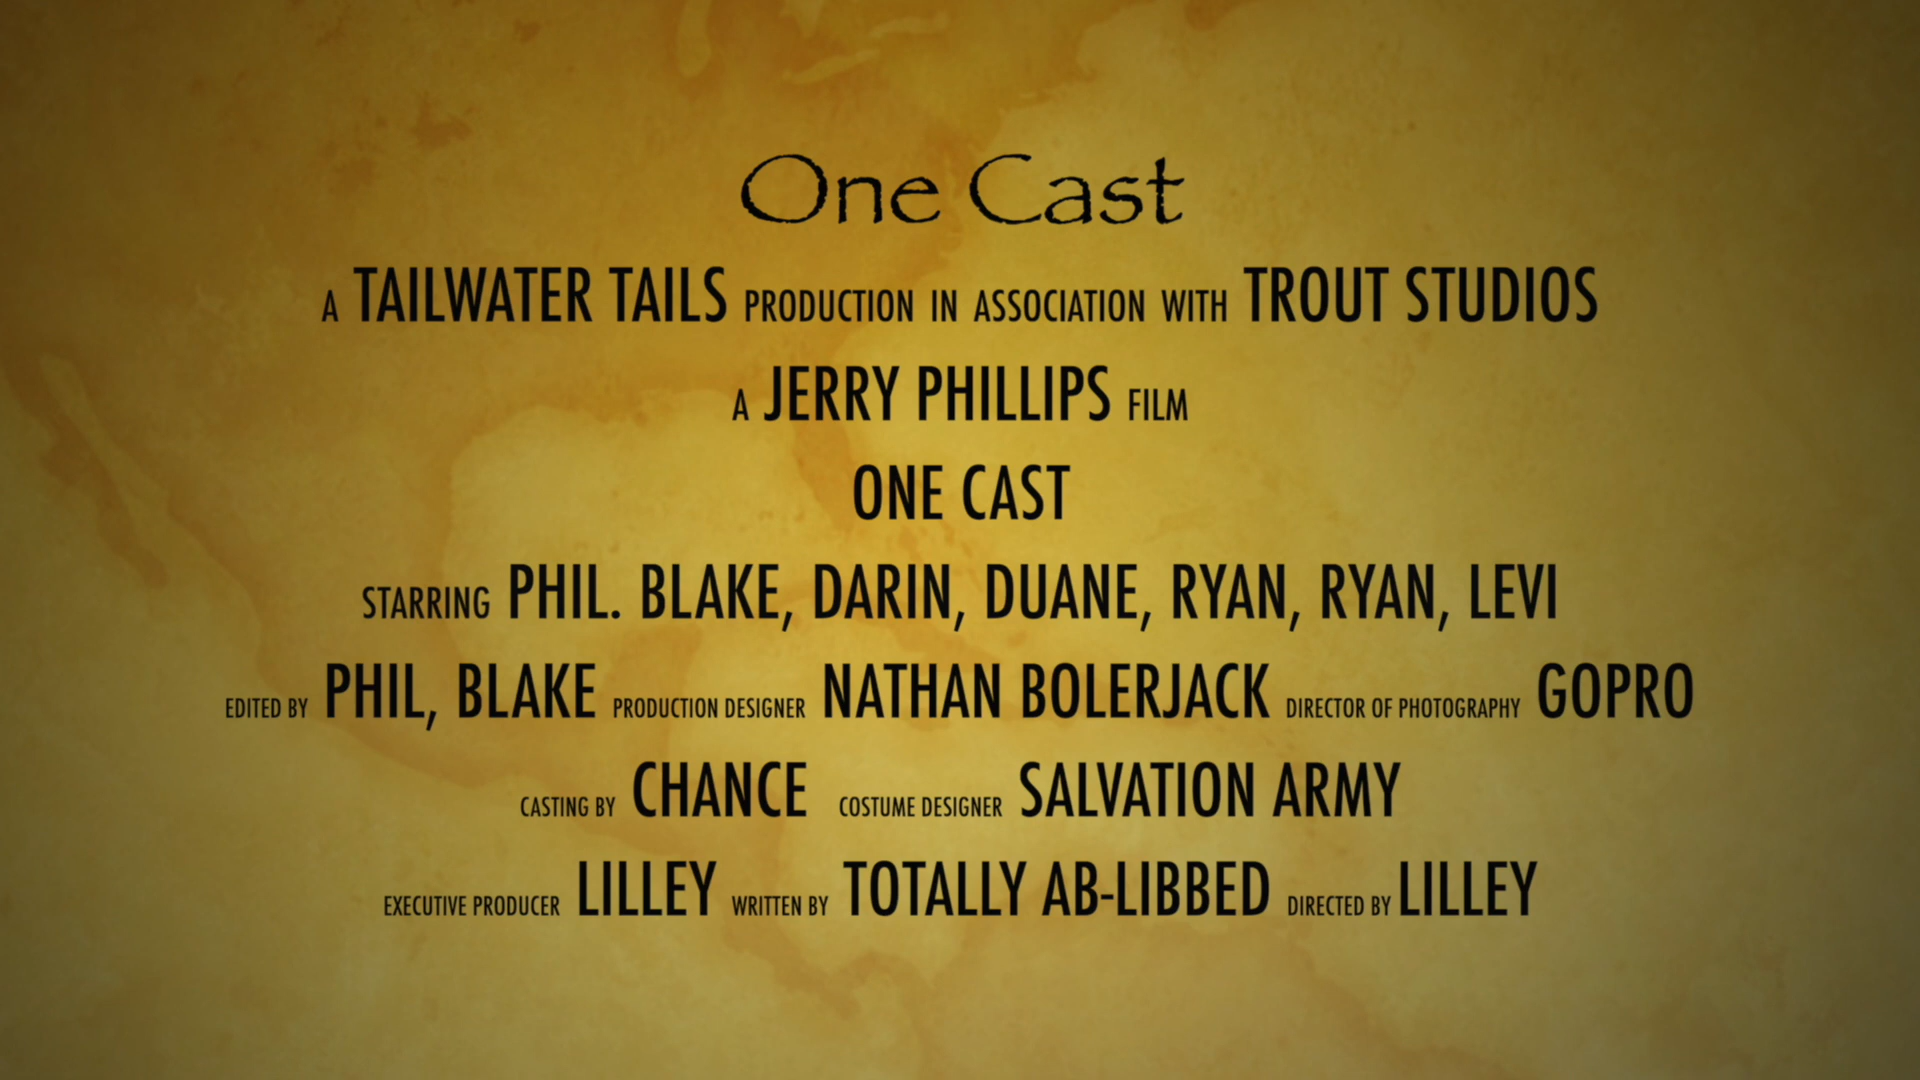 One Cast
A TAILWATER TAILS PRODUCTION IN ASSOCIATION WITH TROUT STUDIOS
A JERRY PHILLIPS FILM
ONE CAST
STARRING PHIL. BLAKE, DARIN, DUANE, RYAN, RYAN, LEVI
EDITED BY PHIL, BLAKE PRODUCTION DESIGNER NATHAN BOLERJACK DIRECTOR OF PHOTOGRAPHY GOPRO
CASTING BY CHANCE COSTUME DESIGNER SALVATION ARMY
EXECUTIVE PRODUCER LILLEY WRITTEN BY TOTALLY AB-LIBBED DIRECTED BY LILLEY